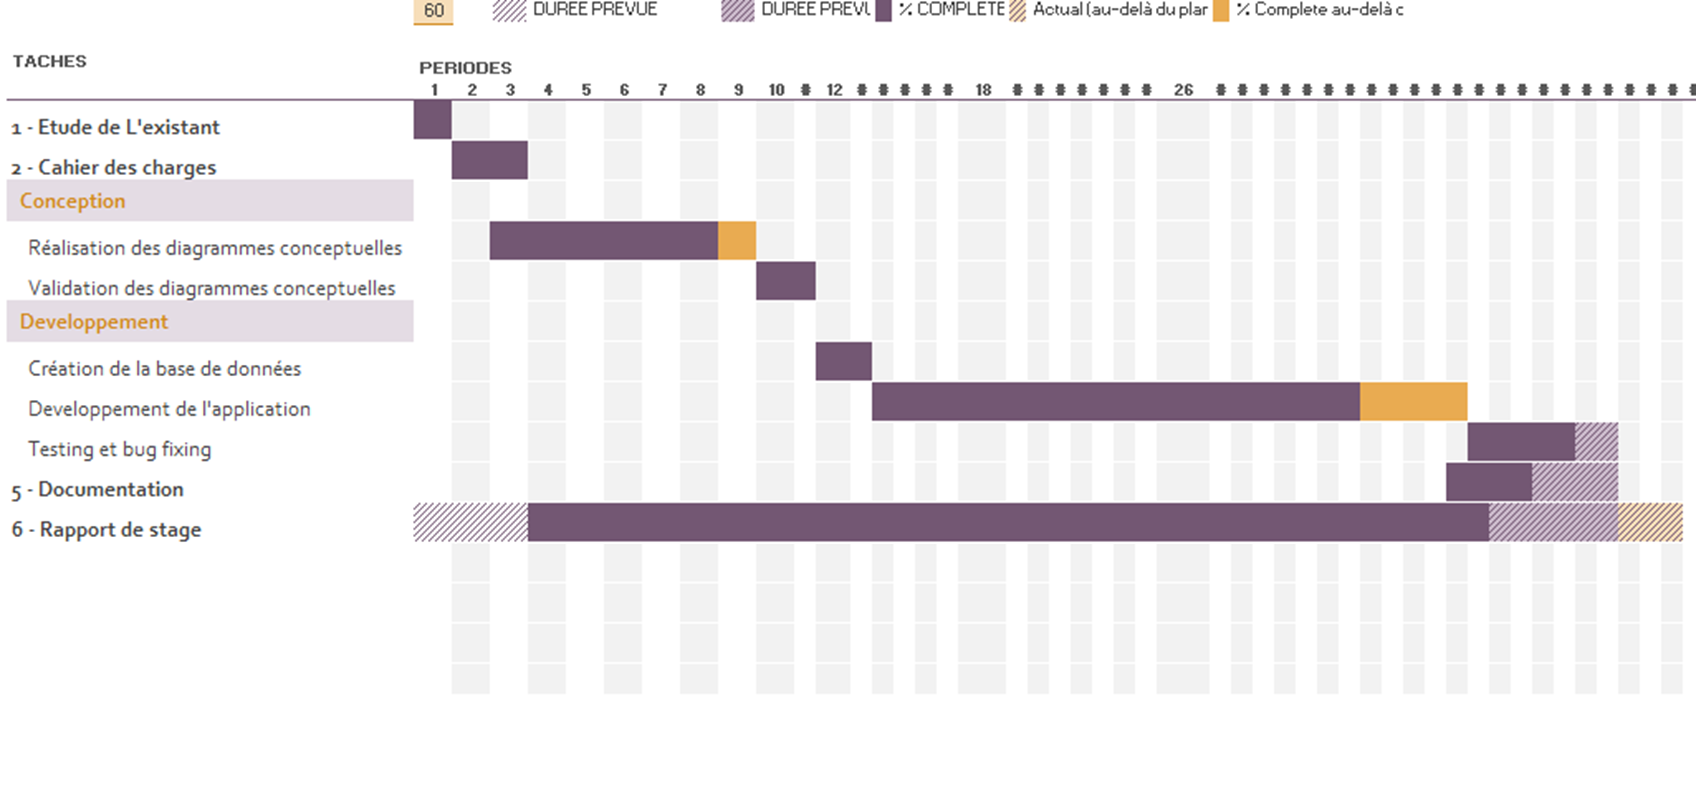 60 DUREE PREVUE DUREE PREVL % COMPLETE Actual (au-delà du plar % Complete au-delà c
TACHES
PERIODES
1 2 3 4 5 6 7 8 9 10 # 12 # # # # # 18 # # # # # # # 26 # # # # # # # # # # # # # # # # # # # # # # #
1 - Etude de L'existant
2 - Cahier des charges
Conception
Réalisation des diagrammes conceptuelles
Validation des diagrammes conceptuelles
Developpement
Création de la base de données
Developpement de l'application
Testing et bug fixing
5 - Documentation
6 - Rapport de stage